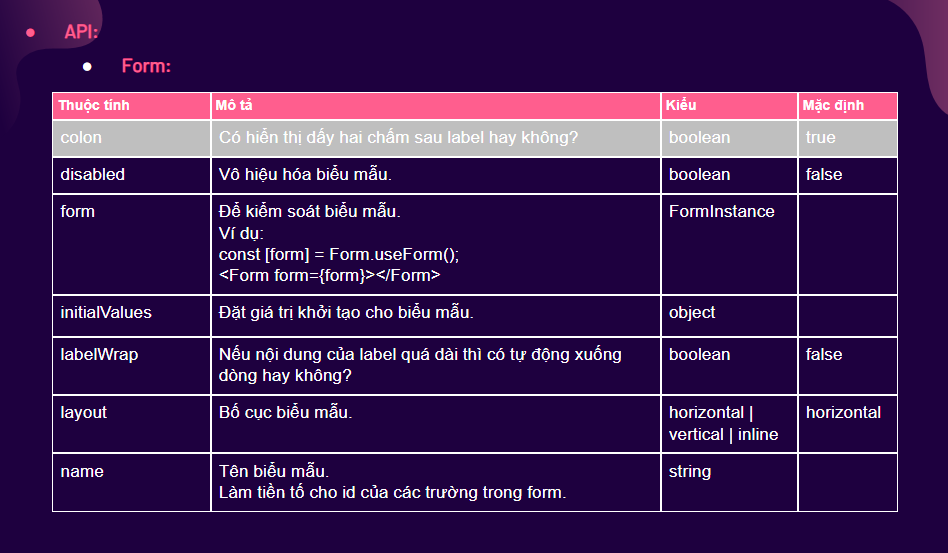 API:
Form:
Thuộc tính Mô tả Kiểu Mặc định
colon Có hiển thị dấy hai chấm sau label hay không? boolean true
disabled Vô hiệu hóa biểu mẫu. boolean false
form Để kiểm soát biểu mẫu. FormInstance
Ví dụ:
const [form] = Form.useForm();
<Form form={form}></Form>
initialValues Đặt giá trị khởi tạo cho biểu mẫu. object
labelWrap Nếu nội dung của label quá dài thì có tự động xuống boolean false
dòng hay không?
layout Bố cục biểu mẫu. horizontal | horizontal
vertical | inline
name Tên biểu mẫu. string
Làm tiền tố cho id của các trường trong form.